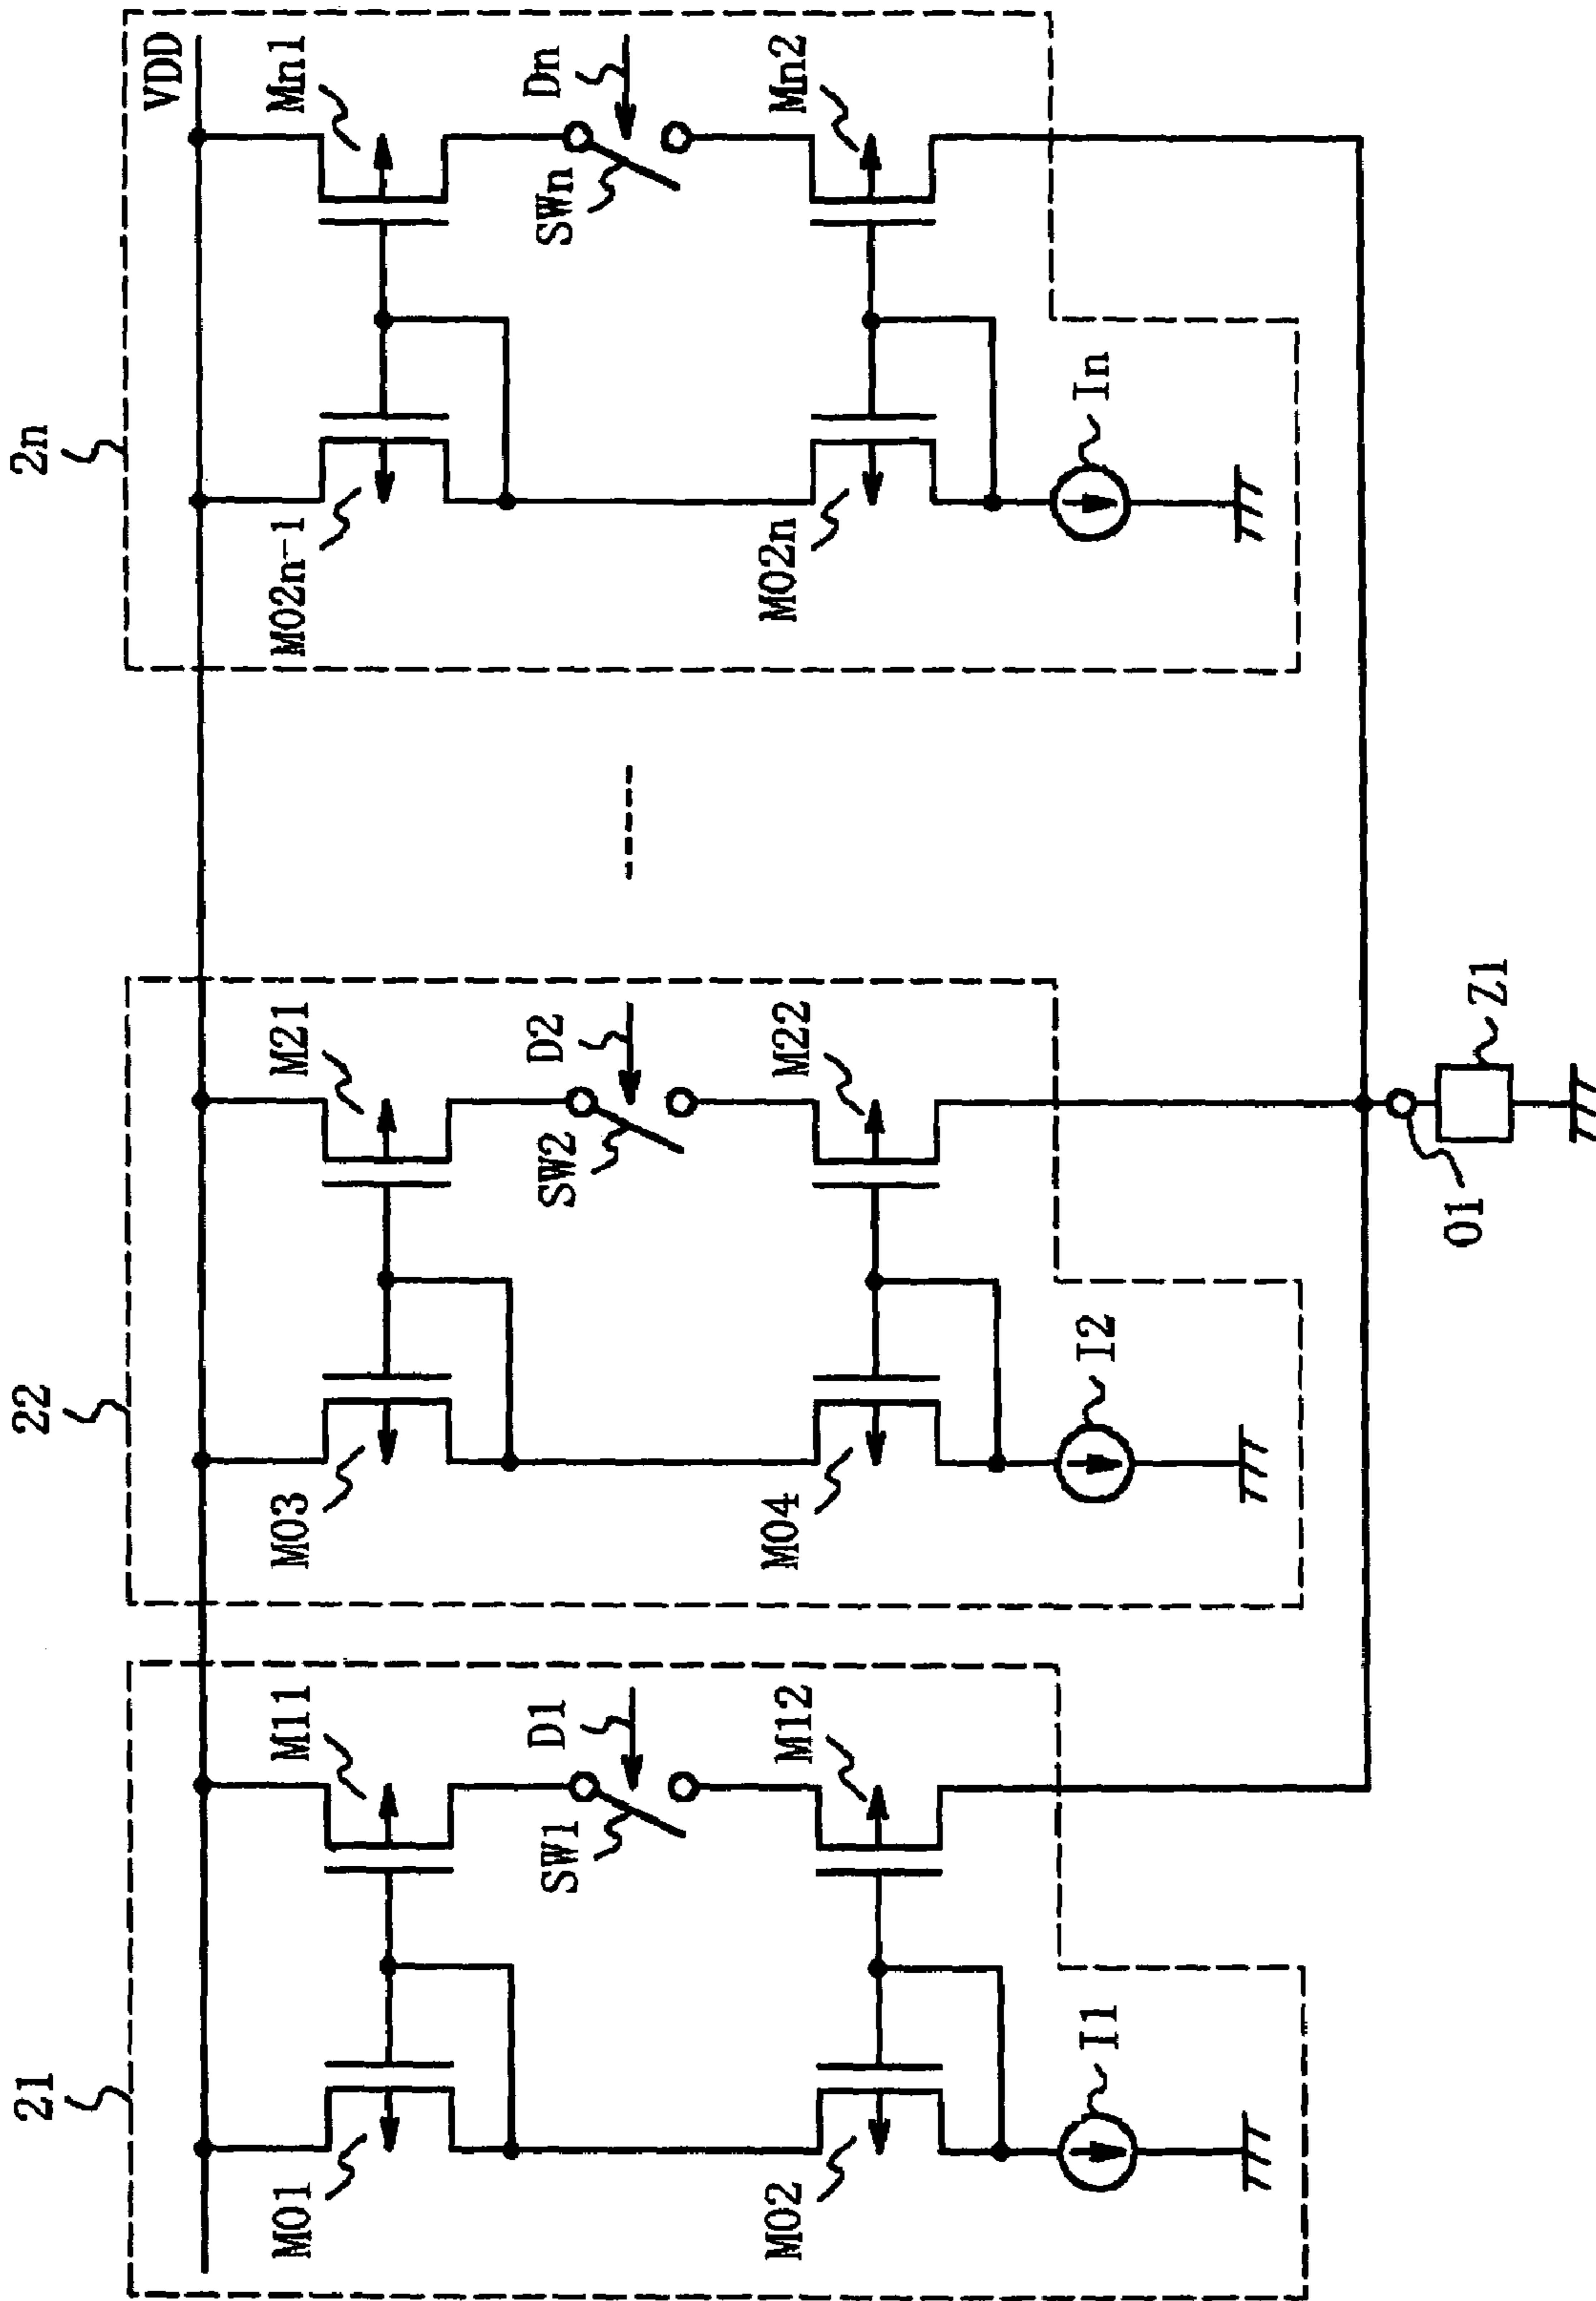 21
22
2n
VDD
M01
M11
M03
M21
M02n-1
Mn1
SW1
D1
SW2
D2
SWn
Dn
M02
M12
M04
M22
M02n
Mn2
I1
I2
In
O1
Z1